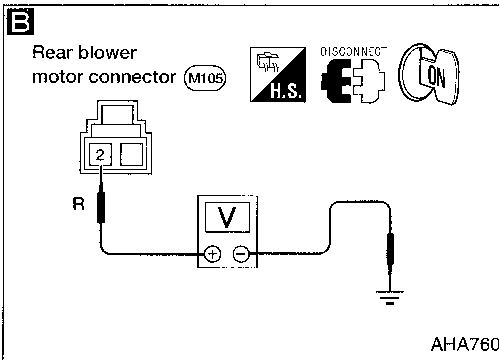 B
Rear blower
motor connector M105
H.S.
DISCONNECT
ON
2
R
V
+ −
AHA760